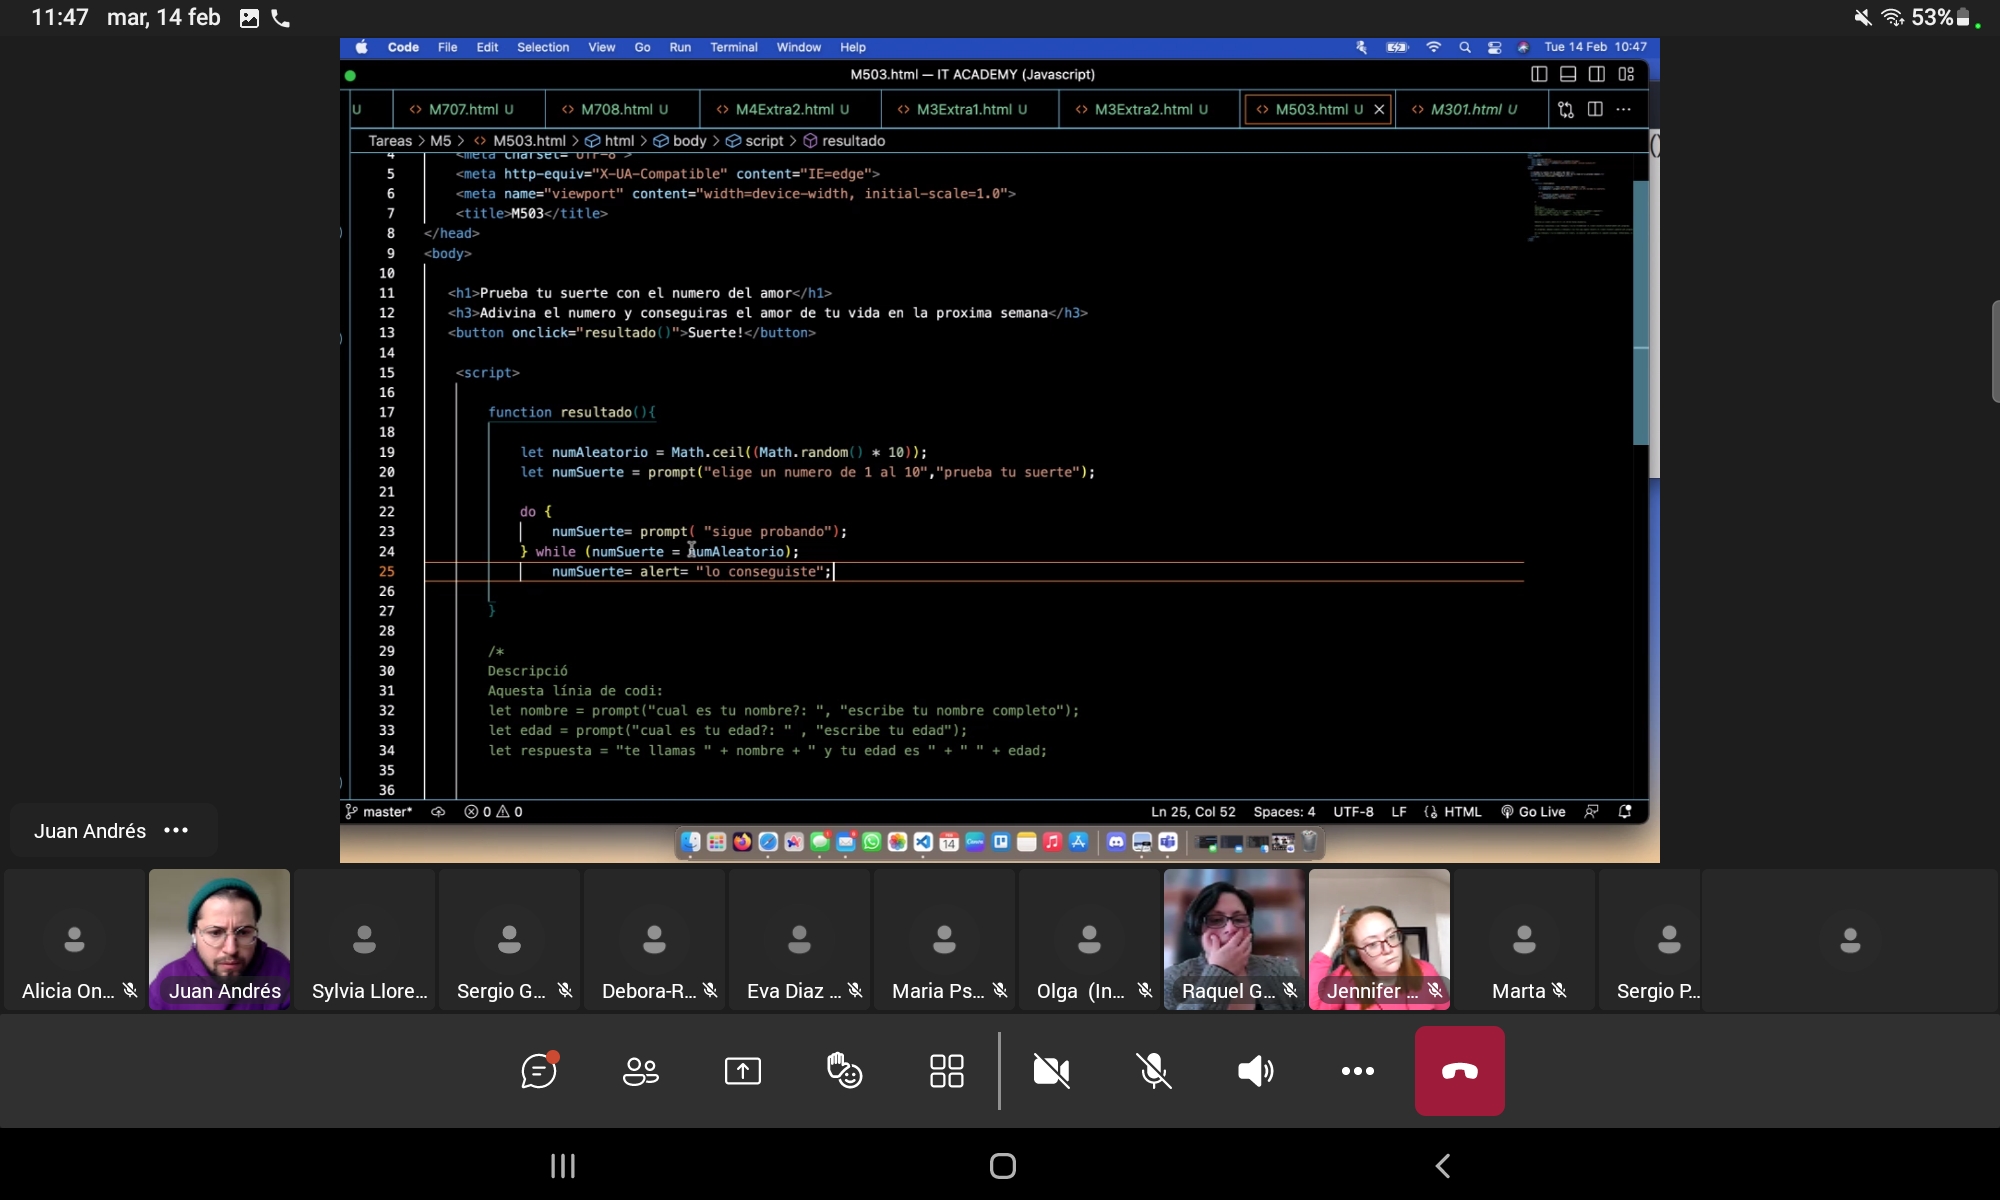 11:47 mar, 14 feb 53%
Code File Edit Selection View Go Run Terminal Window Help Tue 14 Feb 10:47
M503.html — IT ACADEMY (Javascript)
U <> M707.html U <> M708.html U <> M4Extra2.html U <> M3Extra1.html U <> M3Extra2.html U <> M503.html U <> M301.html U
Tareas > M5 > <> M503.html > html > body > script > resultado
4 <meta charset="UTF-8">
5 <meta http-equiv="X-UA-Compatible" content="IE=edge">
6 <meta name="viewport" content="width=device-width, initial-scale=1.0">
7 <title>M503</title>
8 </head>
9 <body>
10
11 <h1>Prueba tu suerte con el numero del amor</h1>
12 <h3>Adivina el numero y conseguiras el amor de tu vida en la proxima semana</h3>
13 <button onclick="resultado()">Suerte!</button>
14
15 <script>
16
17 function resultado(){
18
19 let numAleatorio = Math.ceil((Math.random() * 10));
20 let numSuerte = prompt("elige un numero de 1 al 10","prueba tu suerte");
21
22 do {
23 numSuerte= prompt( "sigue probando");
24 } while (numSuerte = numAleatorio);
25 numSuerte= alert= "lo conseguiste";
26
27 }
28
29 /*
30 Descripció
31 Aquesta línia de codi:
32 let nombre = prompt("cual es tu nombre?: ", "escribe tu nombre completo");
33 let edad = prompt("cual es tu edad?: " , "escribe tu edad");
34 let respuesta = "te llamas " + nombre + " y tu edad es " + " " + edad;
35
36
master* 0 0 Ln 25, Col 52 Spaces: 4 UTF-8 LF HTML Go Live
14
Juan Andrés
Alicia On... Juan Andrés Sylvia Llore... Sergio G... Debora-R... Eva Diaz ... Maria Ps... Olga (In... Raquel G... Jennifer ... Marta Sergio P...